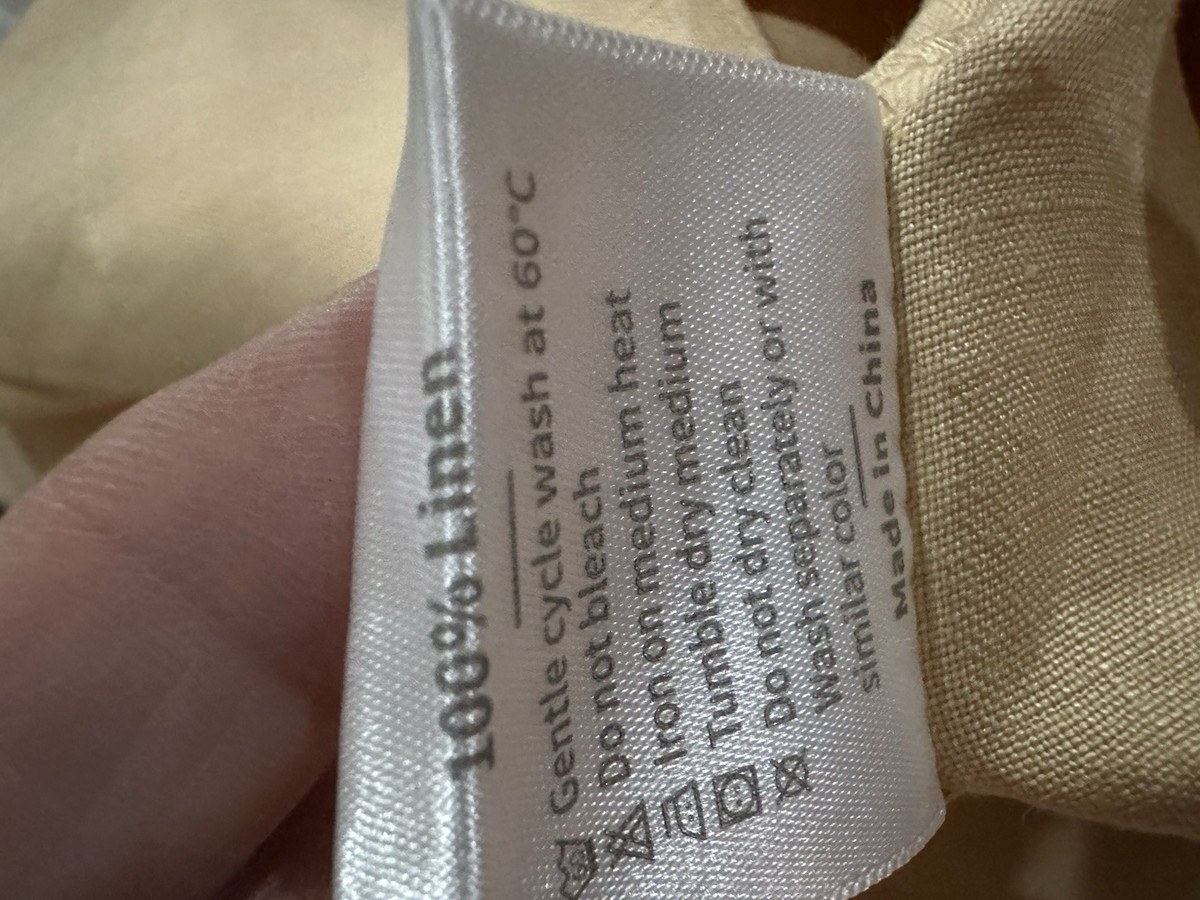 100% Linen
Gentle cycle wash at 60°C
Do not bleach
Iron on medium heat
Tumble dry medium
Do not dry clean
Wash separately or with
similar color
Made in China